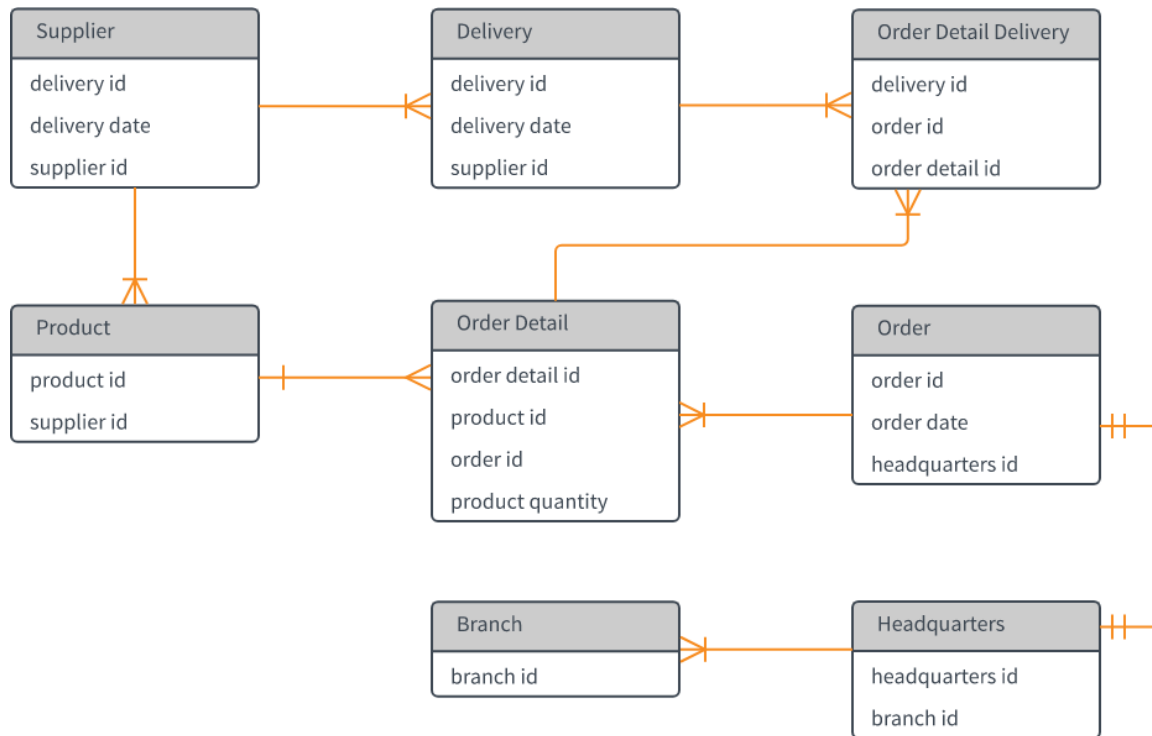 Supplier
delivery id
delivery date
supplier id
Delivery
delivery id
delivery date
supplier id
Order Detail Delivery
delivery id
order id
order detail id
Product
product id
supplier id
Order Detail
order detail id
product id
order id
product quantity
Order
order id
order date
headquarters id
Branch
branch id
Headquarters
headquarters id
branch id